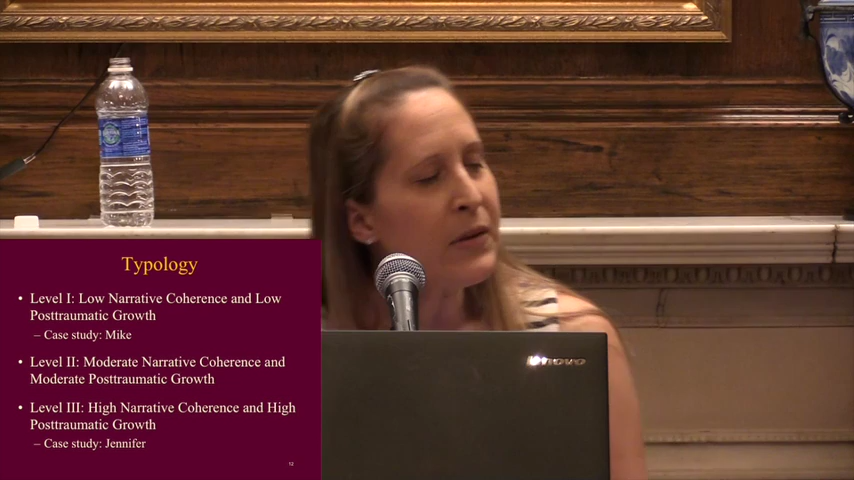 Typology
• Level I: Low Narrative Coherence and Low
Posttraumatic Growth
– Case study: Mike
• Level II: Moderate Narrative Coherence and
Moderate Posttraumatic Growth
• Level III: High Narrative Coherence and High
Posttraumatic Growth
– Case study: Jennifer
12
lenovo